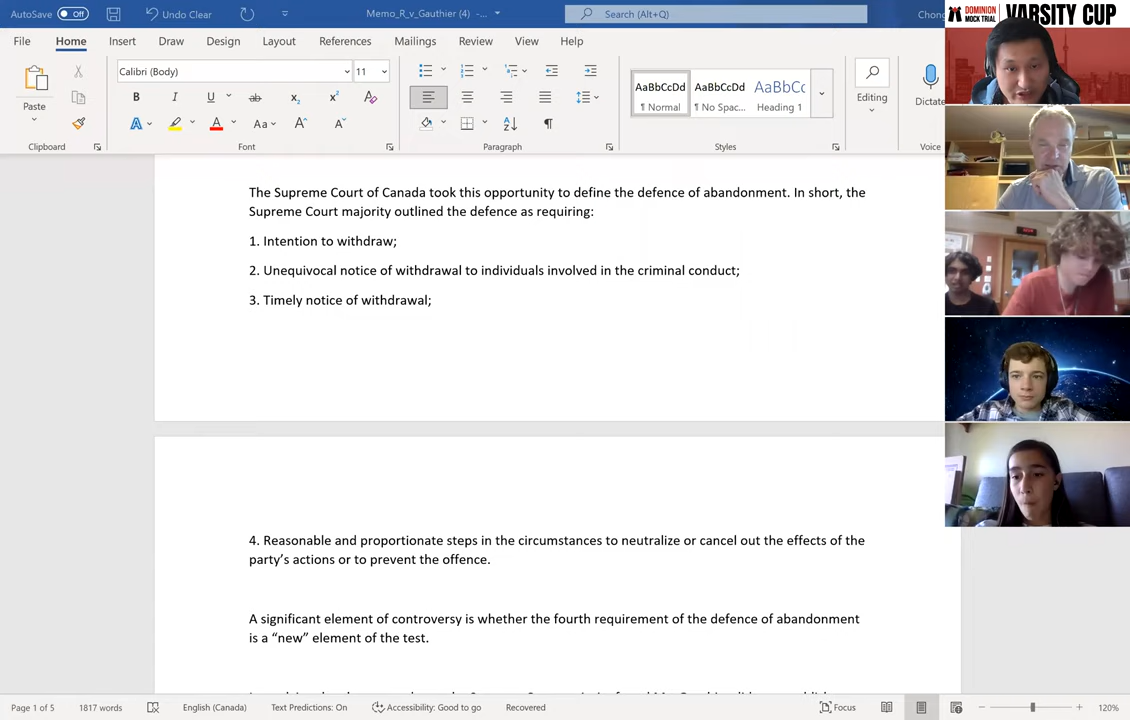 AutoSave Off Undo Clear Memo_R_v_Gauthier (4) -... Search (Alt+Q) Chong
DOMINION MOCK TRIAL VARSITY CUP
File Home Insert Draw Design Layout References Mailings Review View Help
Paste
Calibri (Body) 11
B I U ab x₂ x²
A A Aa A A
AaBbCcDd AaBbCcDd AaBbCc
¶ Normal ¶ No Spac... Heading 1
Editing
Dictate
Clipboard Font Paragraph Styles Voice
The Supreme Court of Canada took this opportunity to define the defence of abandonment. In short, the
Supreme Court majority outlined the defence as requiring:
1. Intention to withdraw;
2. Unequivocal notice of withdrawal to individuals involved in the criminal conduct;
3. Timely notice of withdrawal;
4. Reasonable and proportionate steps in the circumstances to neutralize or cancel out the effects of the
party's actions or to prevent the offence.
A significant element of controversy is whether the fourth requirement of the defence of abandonment
is a “new” element of the test.
Page 1 of 5 1817 words English (Canada) Text Predictions: On Accessibility: Good to go Recovered Focus 120%